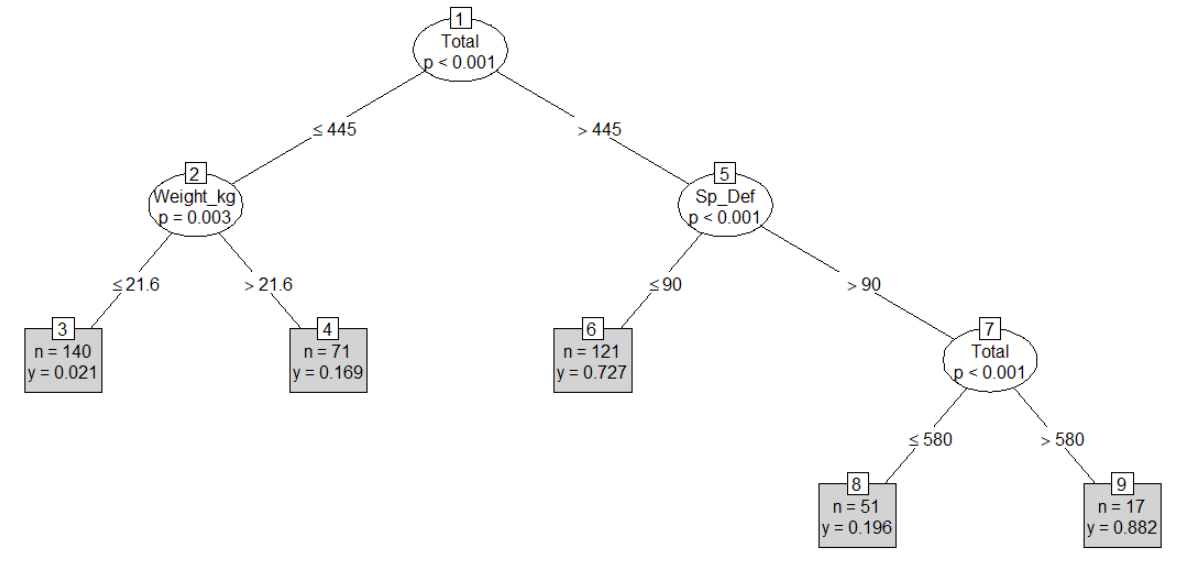 1
Total
p < 0.001
≤ 445
> 445
2
Weight_kg
p = 0.003
5
Sp_Def
p < 0.001
≤ 21.6
> 21.6
≤ 90
> 90
3
n = 140
y = 0.021
4
n = 71
y = 0.169
6
n = 121
y = 0.727
7
Total
p < 0.001
≤ 580
> 580
8
n = 51
y = 0.196
9
n = 17
y = 0.882